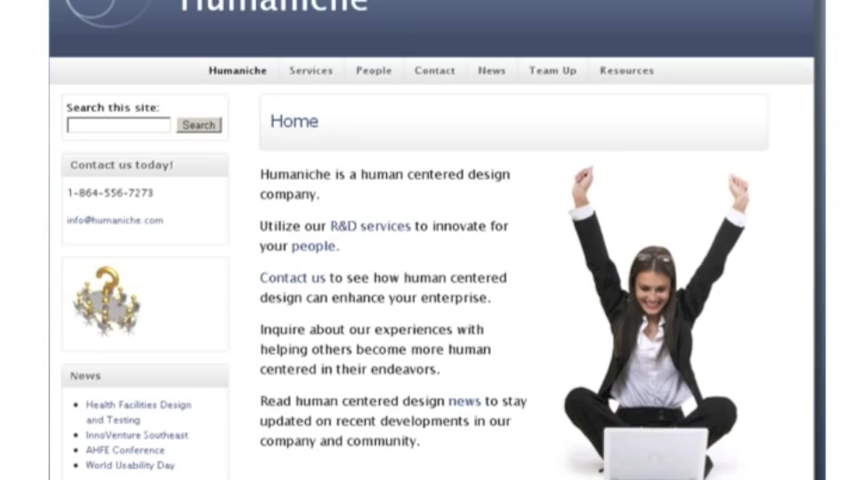 Humaniche
Humaniche Services People Contact News Team Up Resources
Search this site:
Search
Contact us today!
1-864-556-7273
info@humaniche.com
News
Health Facilities Design
and Testing
InnoVenture Southeast
AHFE Conference
World Usability Day
Home
Humaniche is a human centered design
company.
Utilize our R&D services to innovate for
your people.
Contact us to see how human centered
design can enhance your enterprise.
Inquire about our experiences with
helping others become more human
centered in their endeavors.
Read human centered design news to stay
updated on recent developments in our
company and community.